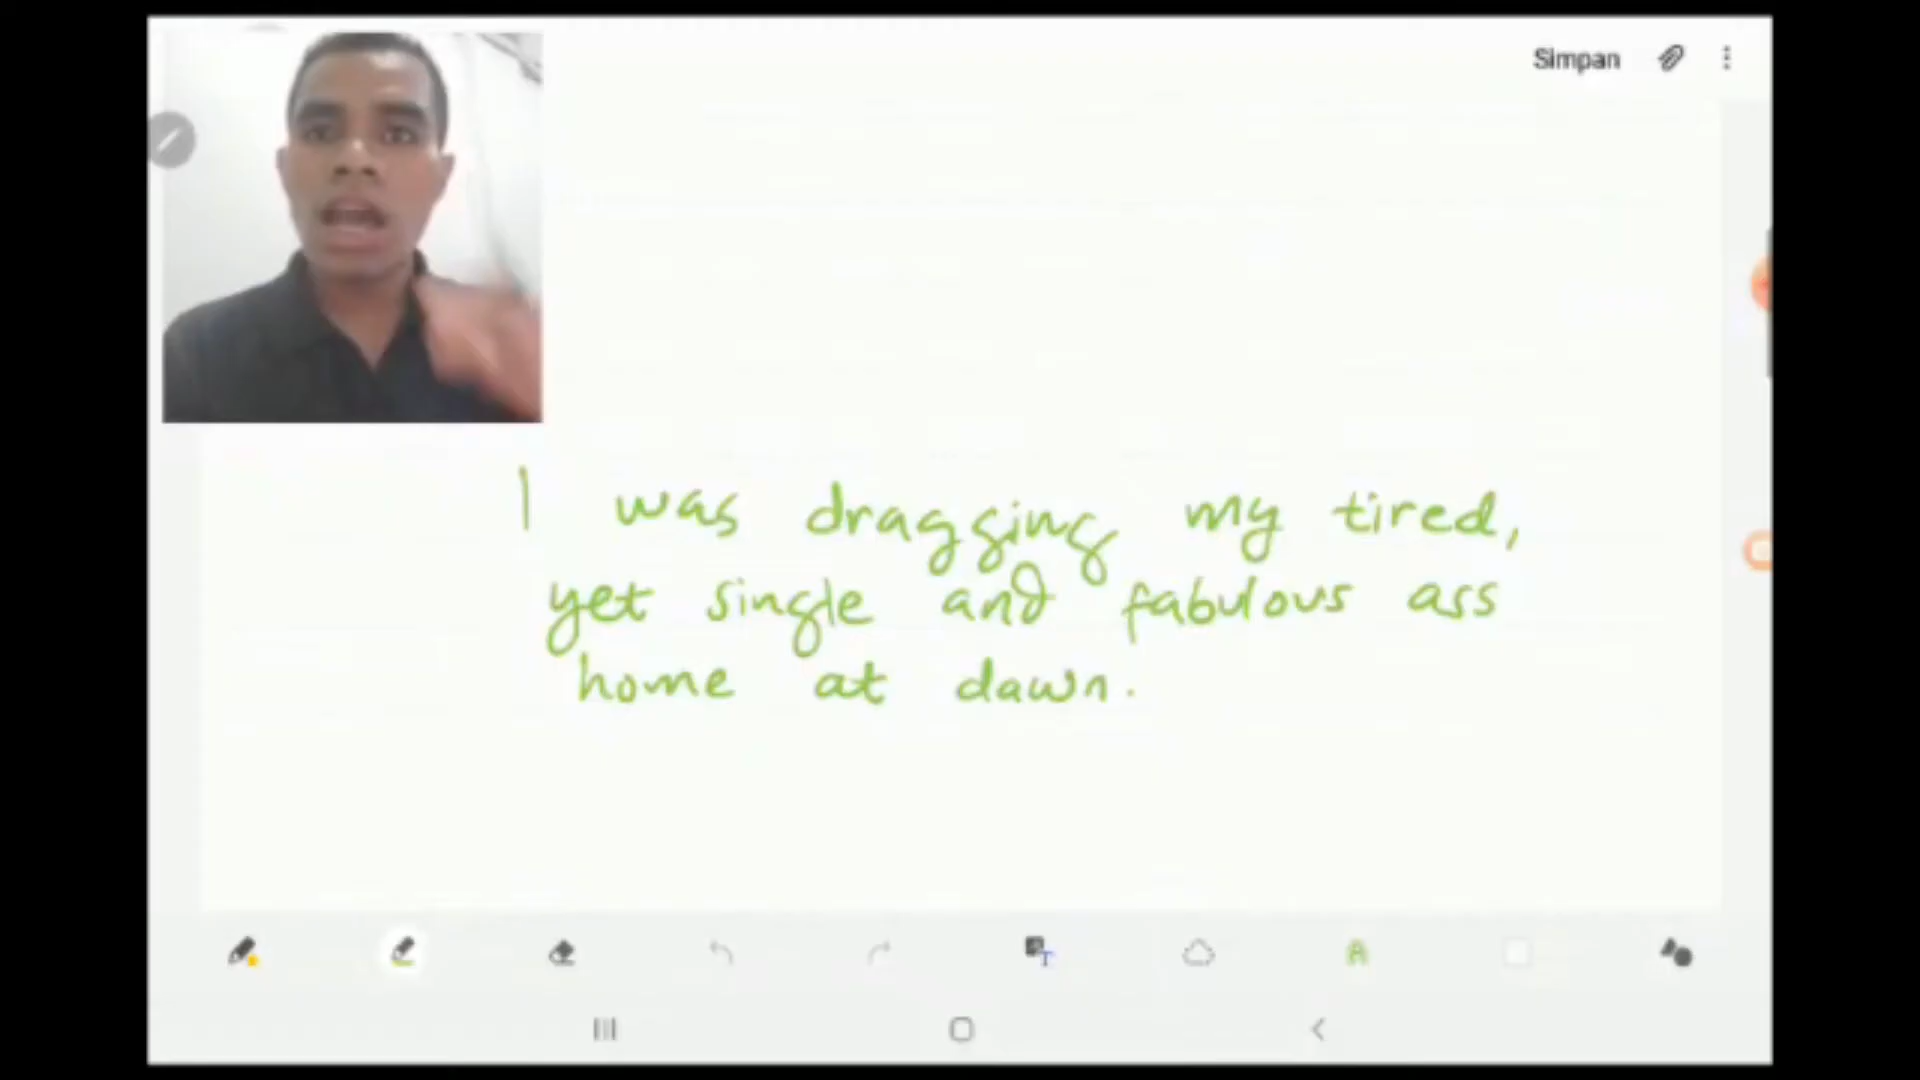 Simpan
I was dragging my tired,
yet single and fabulous ass
home at dawn.